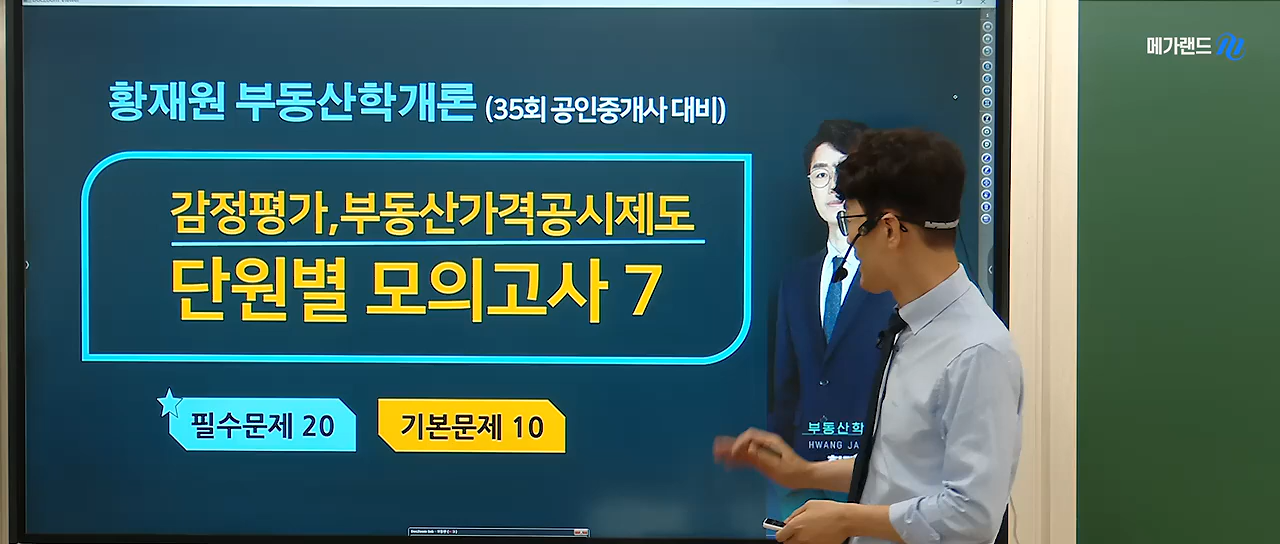 메가랜드
황재원 부동산학개론 (35회 공인중개사 대비)
감정평가,부동산가격공시제도
단원별 모의고사 7
필수문제 20
기본문제 10
부동산학
HWANG JA